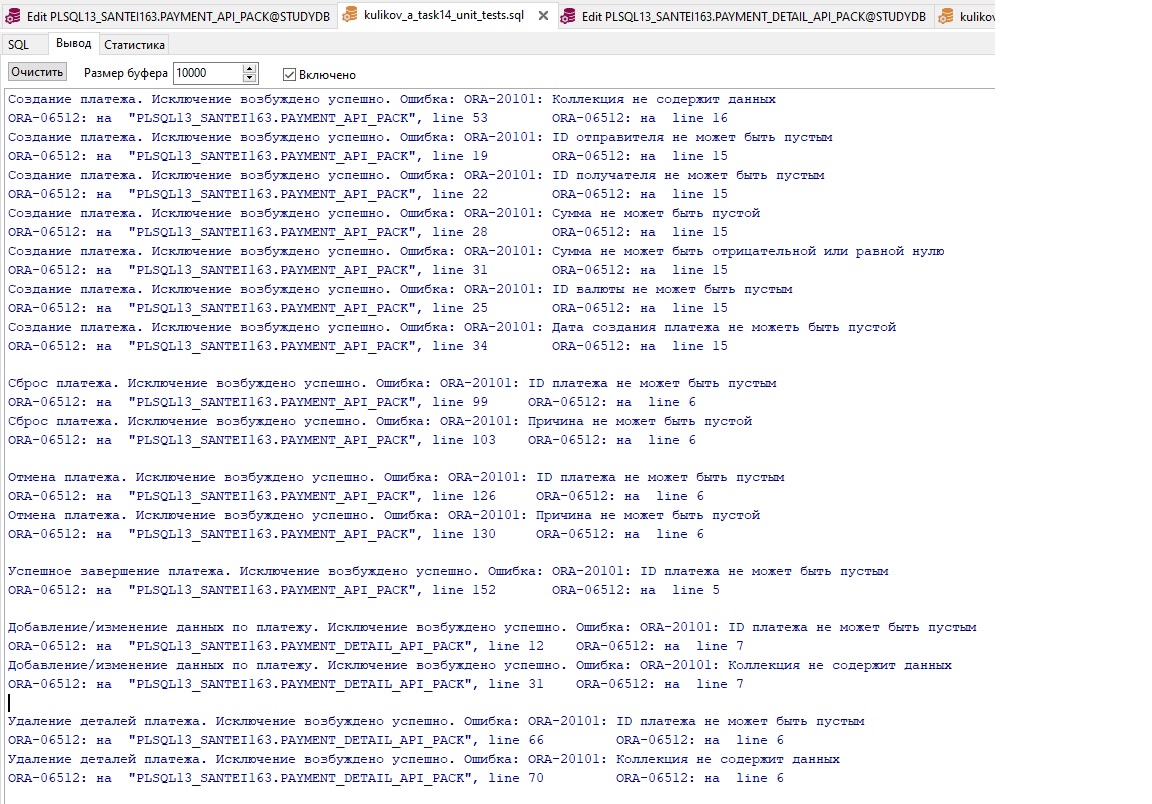 Edit PLSQL13_SANTEI163.PAYMENT_API_PACK@STUDYDB kulikov_a_task14_unit_tests.sql Edit PLSQL13_SANTEI163.PAYMENT_DETAIL_API_PACK@STUDYDB kulikov
SQL Вывод Статистика
Очистить Размер буфера 10000 Включено
Создание платежа. Исключение возбуждено успешно. Ошибка: ORA-20101: Коллекция не содержит данных
ORA-06512: на "PLSQL13_SANTEI163.PAYMENT_API_PACK", line 53 ORA-06512: на line 16
Создание платежа. Исключение возбуждено успешно. Ошибка: ORA-20101: ID отправителя не может быть пустым
ORA-06512: на "PLSQL13_SANTEI163.PAYMENT_API_PACK", line 19 ORA-06512: на line 15
Создание платежа. Исключение возбуждено успешно. Ошибка: ORA-20101: ID получателя не может быть пустым
ORA-06512: на "PLSQL13_SANTEI163.PAYMENT_API_PACK", line 22 ORA-06512: на line 15
Создание платежа. Исключение возбуждено успешно. Ошибка: ORA-20101: Сумма не может быть пустой
ORA-06512: на "PLSQL13_SANTEI163.PAYMENT_API_PACK", line 28 ORA-06512: на line 15
Создание платежа. Исключение возбуждено успешно. Ошибка: ORA-20101: Сумма не может быть отрицательной или равной нулю
ORA-06512: на "PLSQL13_SANTEI163.PAYMENT_API_PACK", line 31 ORA-06512: на line 15
Создание платежа. Исключение возбуждено успешно. Ошибка: ORA-20101: ID валюты не может быть пустым
ORA-06512: на "PLSQL13_SANTEI163.PAYMENT_API_PACK", line 25 ORA-06512: на line 15
Создание платежа. Исключение возбуждено успешно. Ошибка: ORA-20101: Дата создания платежа не можеть быть пустой
ORA-06512: на "PLSQL13_SANTEI163.PAYMENT_API_PACK", line 34 ORA-06512: на line 15
Сброс платежа. Исключение возбуждено успешно. Ошибка: ORA-20101: ID платежа не может быть пустым
ORA-06512: на "PLSQL13_SANTEI163.PAYMENT_API_PACK", line 99 ORA-06512: на line 6
Сброс платежа. Исключение возбуждено успешно. Ошибка: ORA-20101: Причина не может быть пустой
ORA-06512: на "PLSQL13_SANTEI163.PAYMENT_API_PACK", line 103 ORA-06512: на line 6
Отмена платежа. Исключение возбуждено успешно. Ошибка: ORA-20101: ID платежа не может быть пустым
ORA-06512: на "PLSQL13_SANTEI163.PAYMENT_API_PACK", line 126 ORA-06512: на line 6
Отмена платежа. Исключение возбуждено успешно. Ошибка: ORA-20101: Причина не может быть пустой
ORA-06512: на "PLSQL13_SANTEI163.PAYMENT_API_PACK", line 130 ORA-06512: на line 6
Успешное завершение платежа. Исключение возбуждено успешно. Ошибка: ORA-20101: ID платежа не может быть пустым
ORA-06512: на "PLSQL13_SANTEI163.PAYMENT_API_PACK", line 152 ORA-06512: на line 5
Добавление/изменение данных по платежу. Исключение возбуждено успешно. Ошибка: ORA-20101: ID платежа не может быть пустым
ORA-06512: на "PLSQL13_SANTEI163.PAYMENT_DETAIL_API_PACK", line 12 ORA-06512: на line 7
Добавление/изменение данных по платежу. Исключение возбуждено успешно. Ошибка: ORA-20101: Коллекция не содержит данных
ORA-06512: на "PLSQL13_SANTEI163.PAYMENT_DETAIL_API_PACK", line 31 ORA-06512: на line 7
Удаление деталей платежа. Исключение возбуждено успешно. Ошибка: ORA-20101: ID платежа не может быть пустым
ORA-06512: на "PLSQL13_SANTEI163.PAYMENT_DETAIL_API_PACK", line 66 ORA-06512: на line 6
Удаление деталей платежа. Исключение возбуждено успешно. Ошибка: ORA-20101: Коллекция не содержит данных
ORA-06512: на "PLSQL13_SANTEI163.PAYMENT_DETAIL_API_PACK", line 70 ORA-06512: на line 6